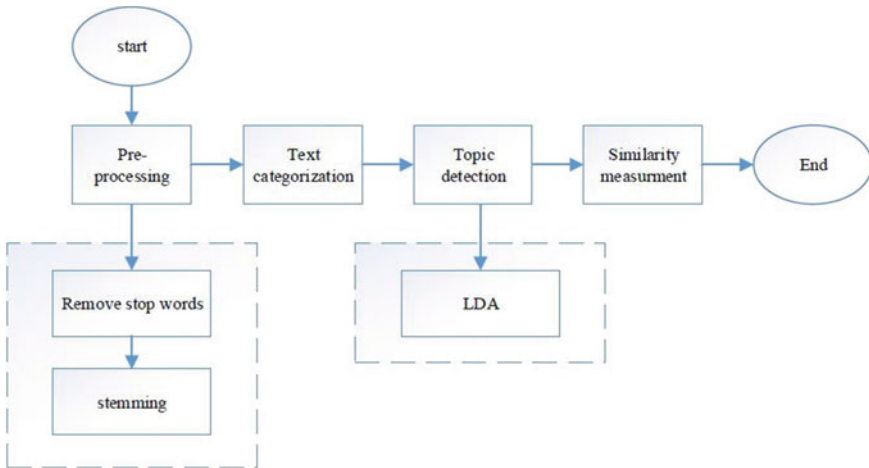 start
Pre-
processing
Text
categorization
Topic
detection
Similarity
measurment
End
Remove stop words
LDA
stemming